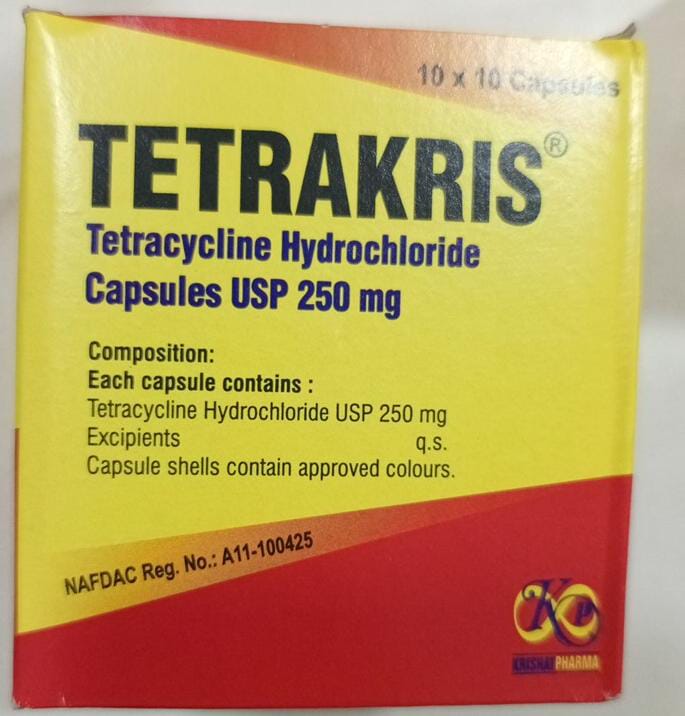 10 x 10 Capsules
TETRAKRIS®
Tetracycline Hydrochloride
Capsules USP 250 mg
Composition:
Each capsule contains :
Tetracycline Hydrochloride USP 250 mg
Excipients q.s.
Capsule shells contain approved colours.
NAFDAC Reg. No.: A11-100425
Kp
KRISHAT PHARMA